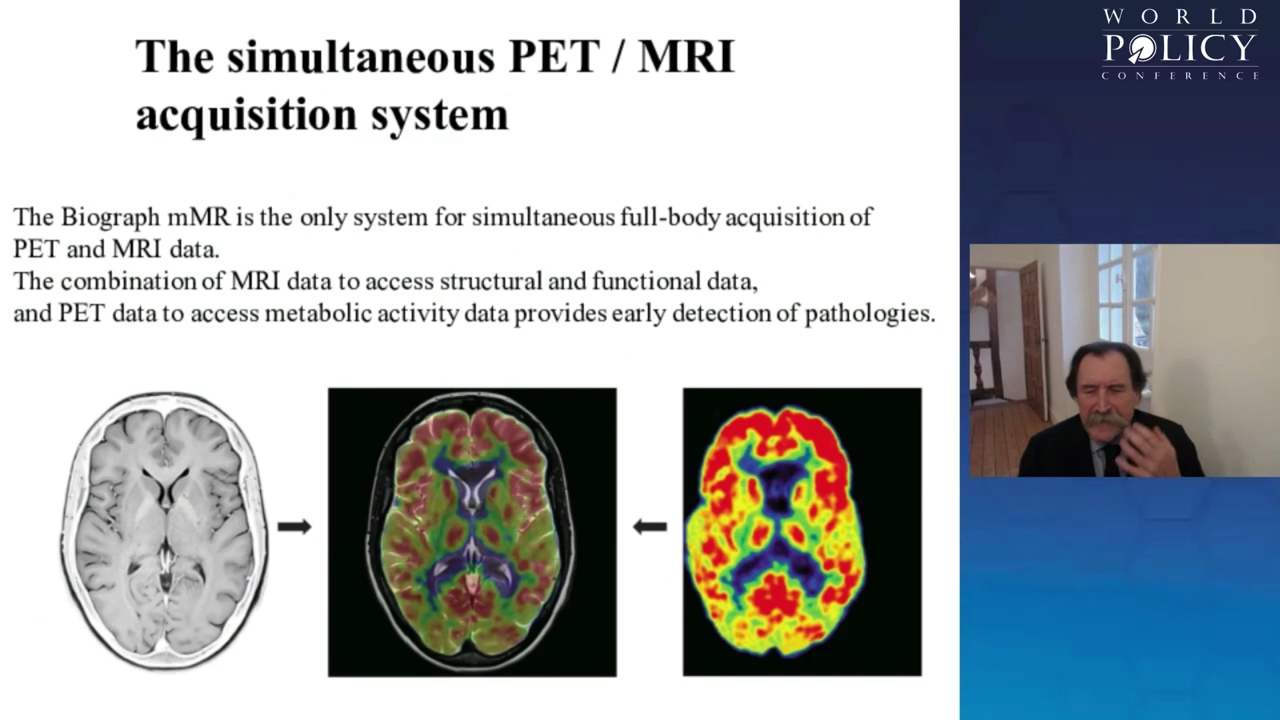 The simultaneous PET / MRI
acquisition system
The Biograph mMR is the only system for simultaneous full-body acquisition of
PET and MRI data.
The combination of MRI data to access structural and functional data,
and PET data to access metabolic activity data provides early detection of pathologies.
WORLD
POLICY
CONFERENCE